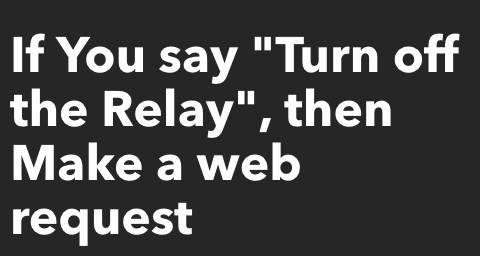 If You say "Turn off
the Relay", then
Make a web
request